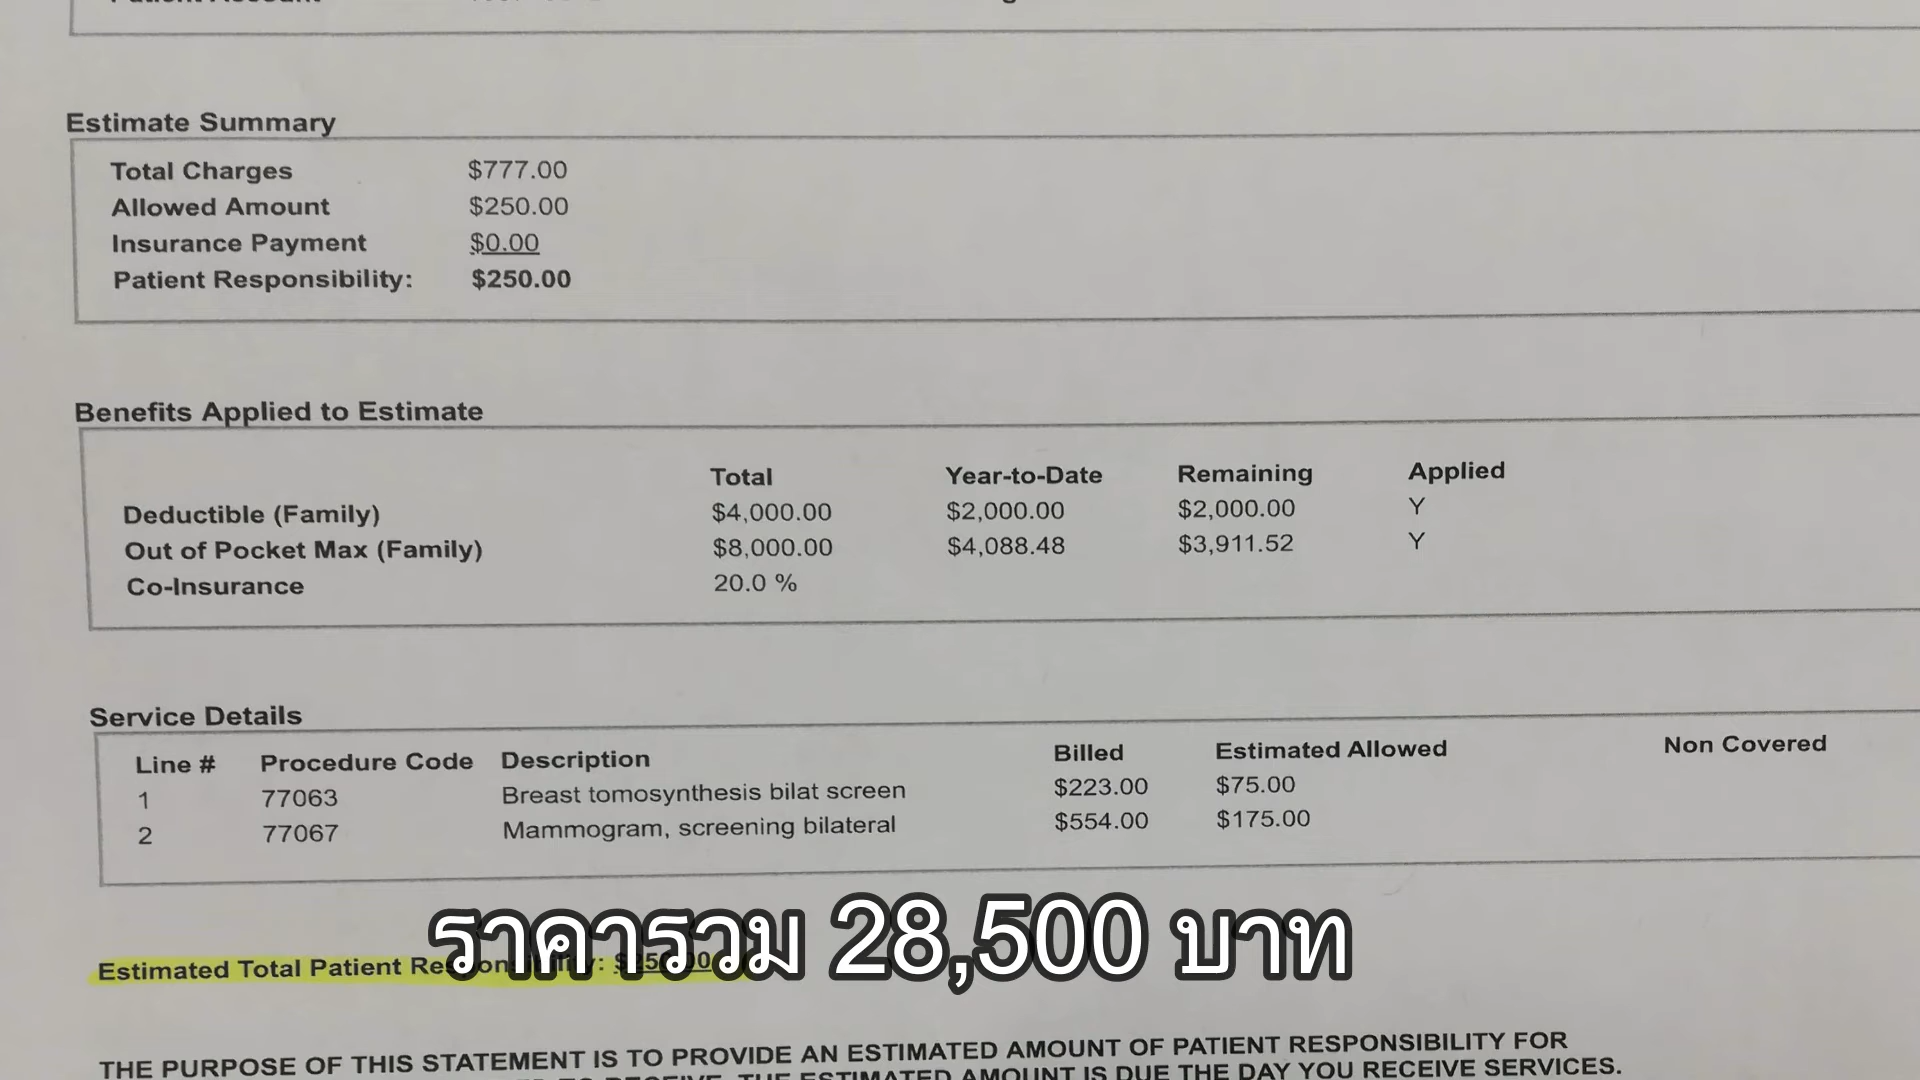 Estimate Summary
Total Charges $777.00
Allowed Amount $250.00
Insurance Payment $0.00
Patient Responsibility: $250.00
Benefits Applied to Estimate
Total Year-to-Date Remaining Applied
Deductible (Family) $4,000.00 $2,000.00 $2,000.00 Y
Out of Pocket Max (Family) $8,000.00 $4,088.48 $3,911.52 Y
Co-Insurance 20.0 %
Service Details
Line # Procedure Code Description Billed Estimated Allowed Non Covered
1 77063 Breast tomosynthesis bilat screen $223.00 $75.00
2 77067 Mammogram, screening bilateral $554.00 $175.00
ราคารวม 28,500 บาท
Estimated Total Patient
THE PURPOSE OF THIS STATEMENT IS TO PROVIDE AN ESTIMATED AMOUNT OF PATIENT RESPONSIBILITY FOR
THE ESTIMATED AMOUNT IS DUE THE DAY YOU RECEIVE SERVICES.